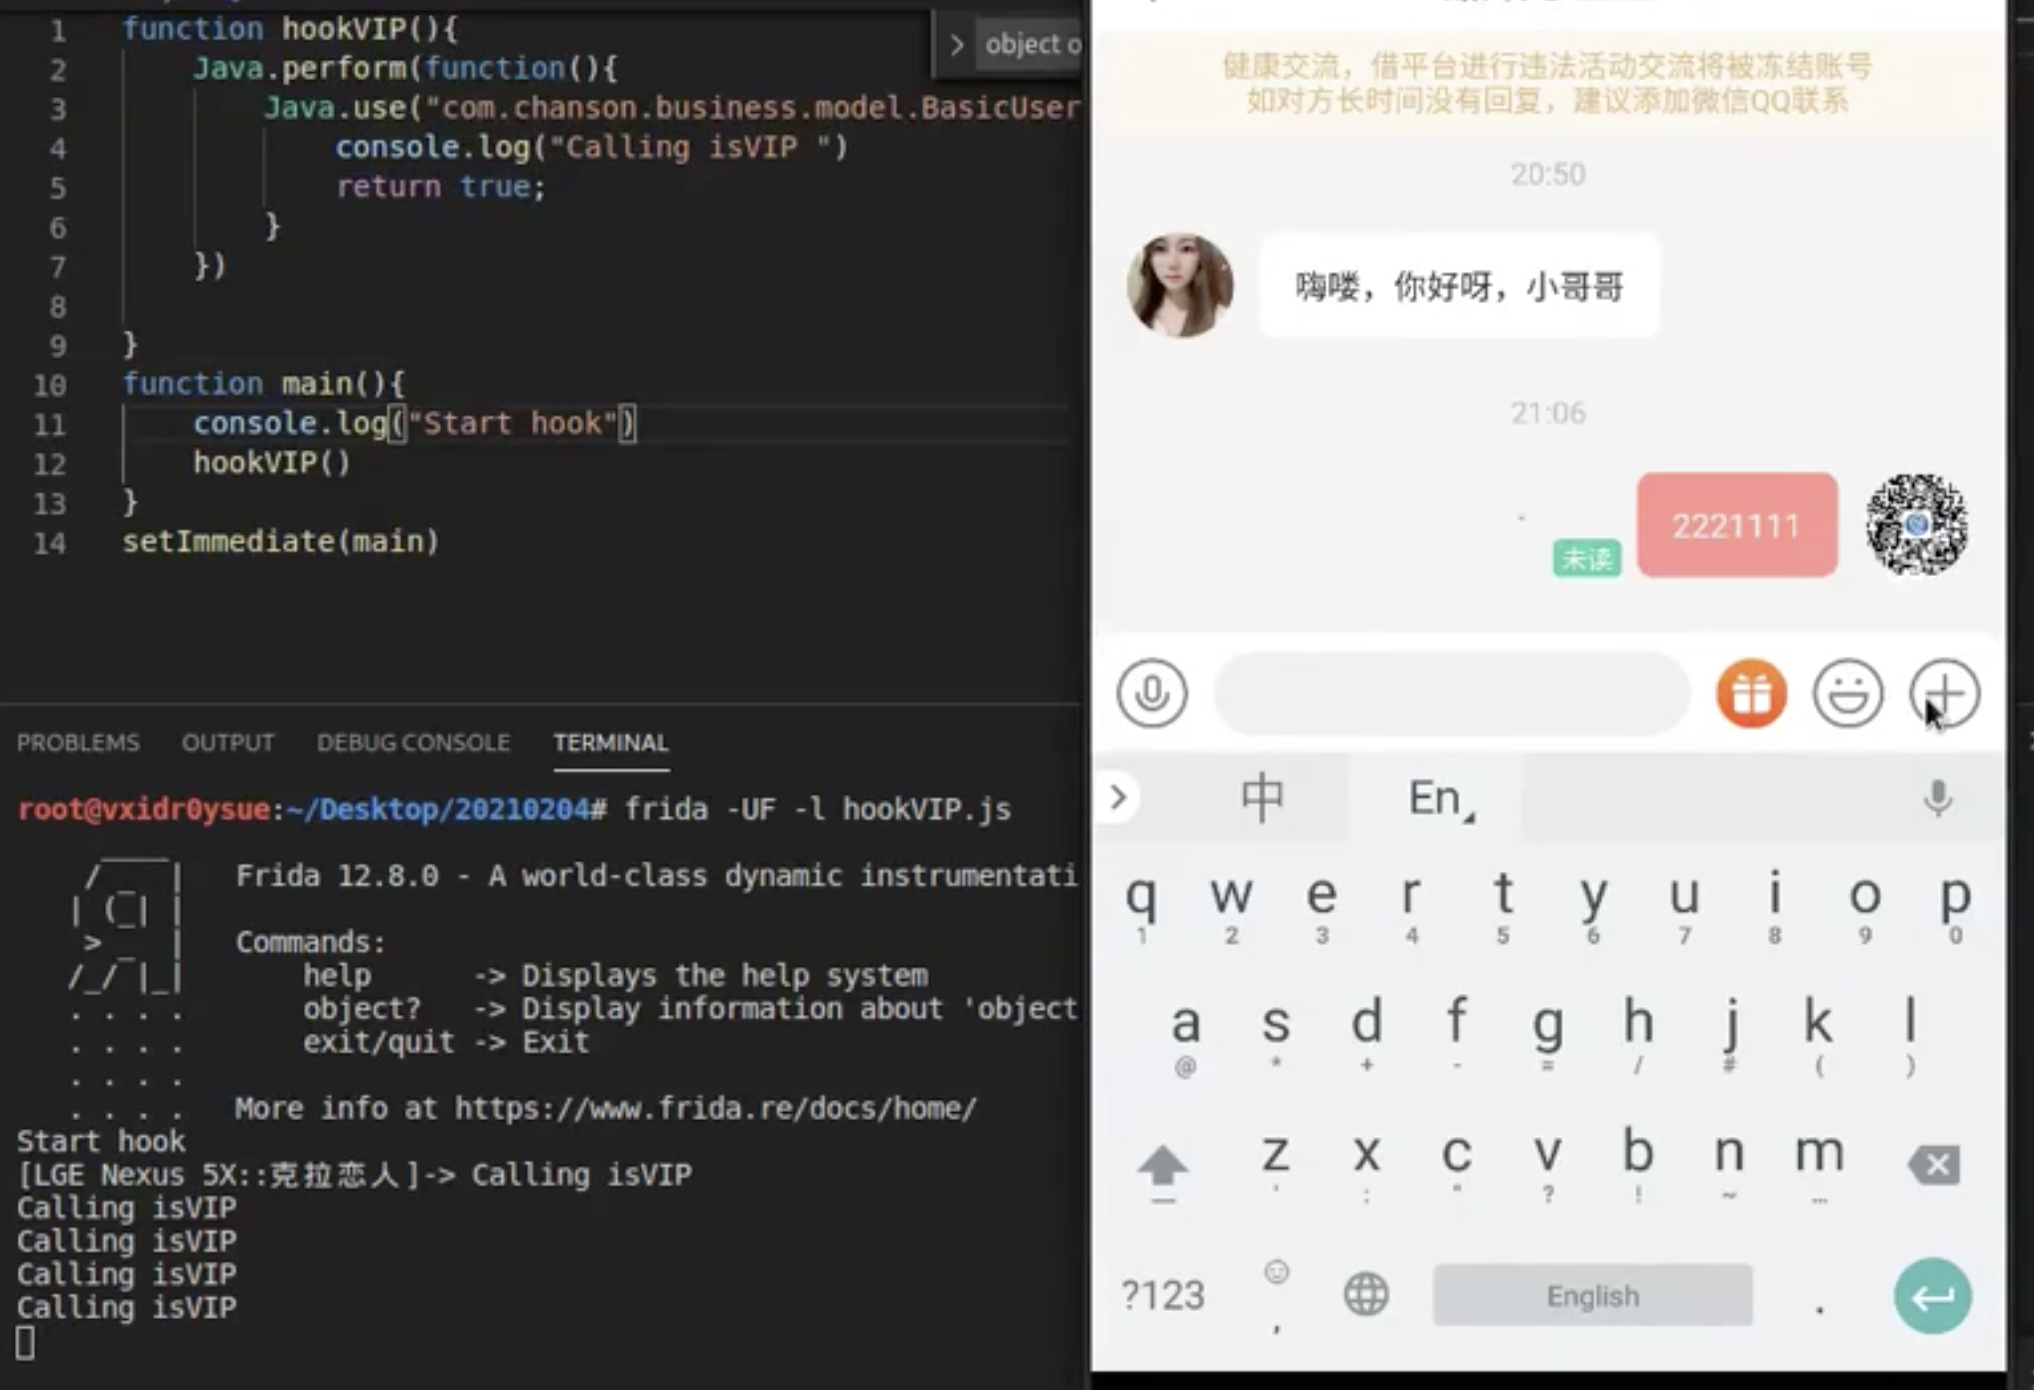 1 function hookVIP(){
2 Java.perform(function(){
3 Java.use("com.chanson.business.model.BasicUser
4 console.log("Calling isVIP ")
5 return true;
6 }
7 })
8
9 }
10 function main(){
11 console.log("Start hook")
12 hookVIP()
13 }
14 setImmediate(main)
> object o
PROBLEMS OUTPUT DEBUG CONSOLE TERMINAL
root@vxidr0ysue:~/Desktop/20210204# frida -UF -l hookVIP.js
Frida 12.8.0 - A world-class dynamic instrumentati
Commands:
help -> Displays the help system
object? -> Display information about 'object
exit/quit -> Exit
More info at https://www.frida.re/docs/home/
Start hook
[LGE Nexus 5X::克拉恋人]-> Calling isVIP
Calling isVIP
Calling isVIP
Calling isVIP
Calling isVIP
健康交流，借平台进行违法活动交流将被冻结账号
如对方长时间没有回复，建议添加微信QQ联系
20:50
嗨喽，你好呀，小哥哥
21:06
2221111
未读
中 En
q w e r t y u i o p
1 2 3 4 5 6 7 8 9 0
a s d f g h j k l
@ * + - = / # ( )
z x c v b n m
' : " ? ! ~ …
?123 , English .